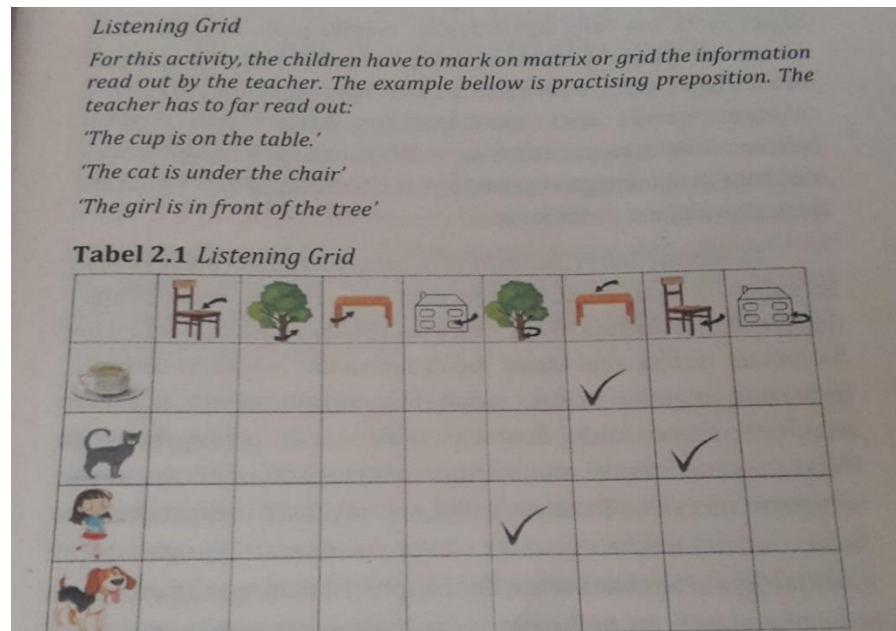 Listening Grid
For this activity, the children have to mark on matrix or grid the information
read out by the teacher. The example bellow is practising preposition. The
teacher has to far read out:
'The cup is on the table.'
'The cat is under the chair'
'The girl is in front of the tree'
Tabel 2.1 Listening Grid